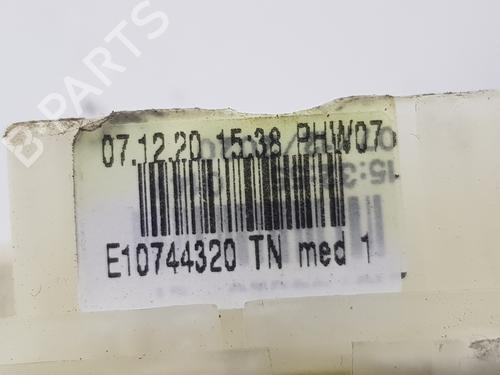 B PARTS
07.12.20 15:38 PHW07
E10744320 TN med 1